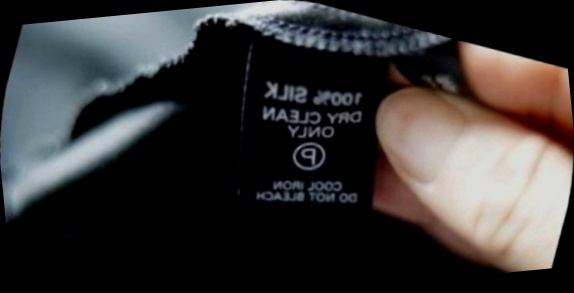 100% SILK
DRY CLEAN
ONLY
P
COOL IRON
DO NOT BLEACH